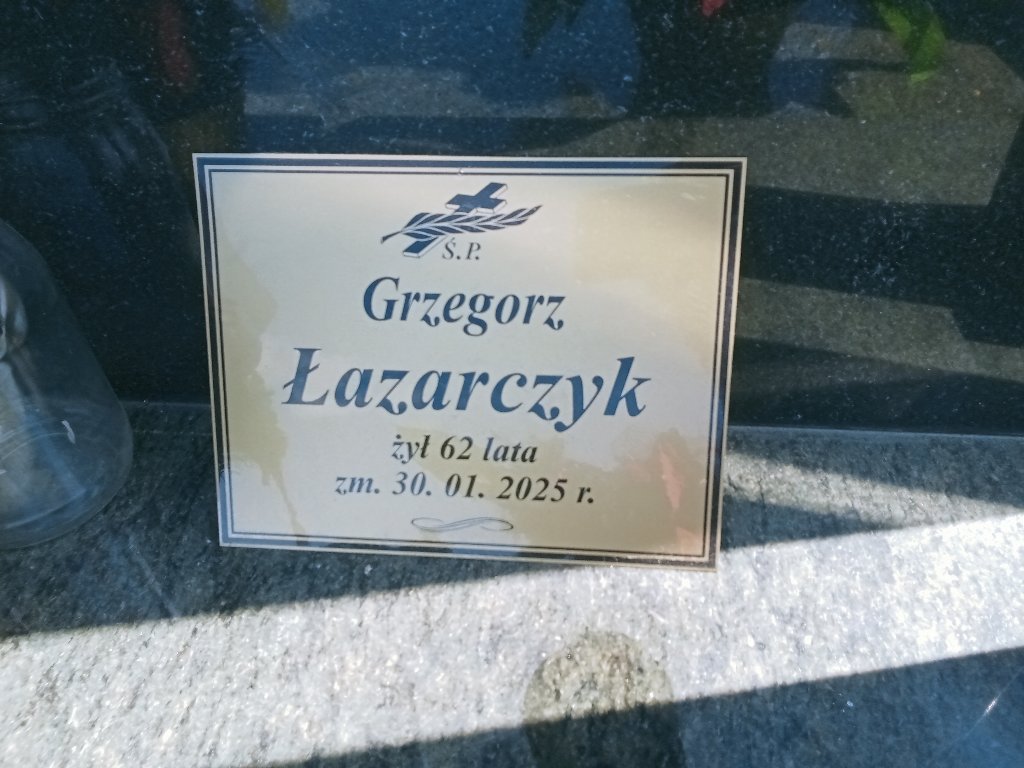 Ś.P.
Grzegorz
Łazarczyk
żył 62 lata
zm. 30. 01. 2025 r.